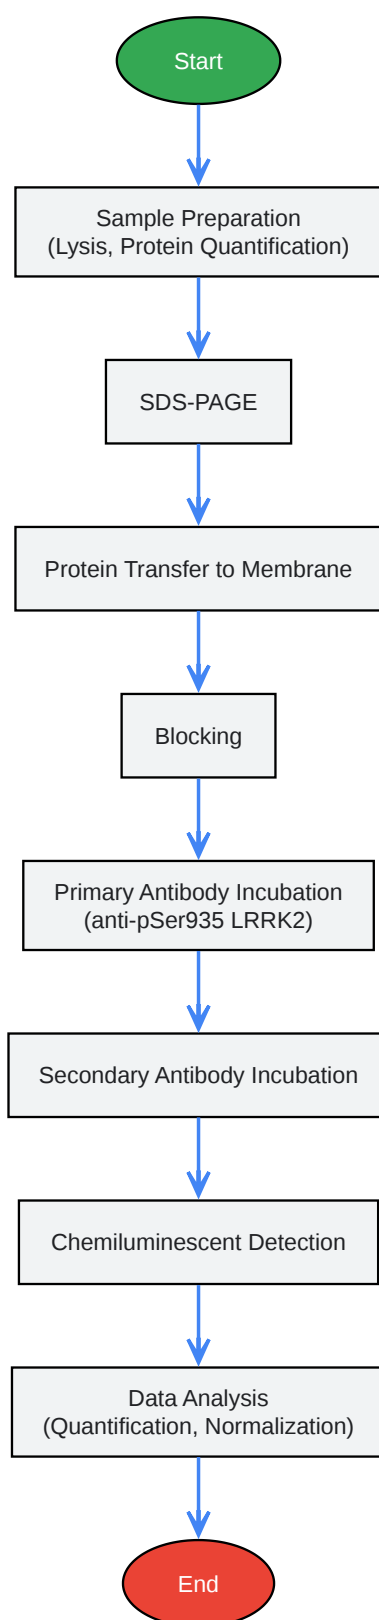 Start
Sample Preparation
(Lysis, Protein Quantification)
SDS-PAGE
Protein Transfer to Membrane
Blocking
Primary Antibody Incubation
(anti-pSer935 LRRK2)
Secondary Antibody Incubation
Chemiluminescent Detection
Data Analysis
(Quantification, Normalization)
End